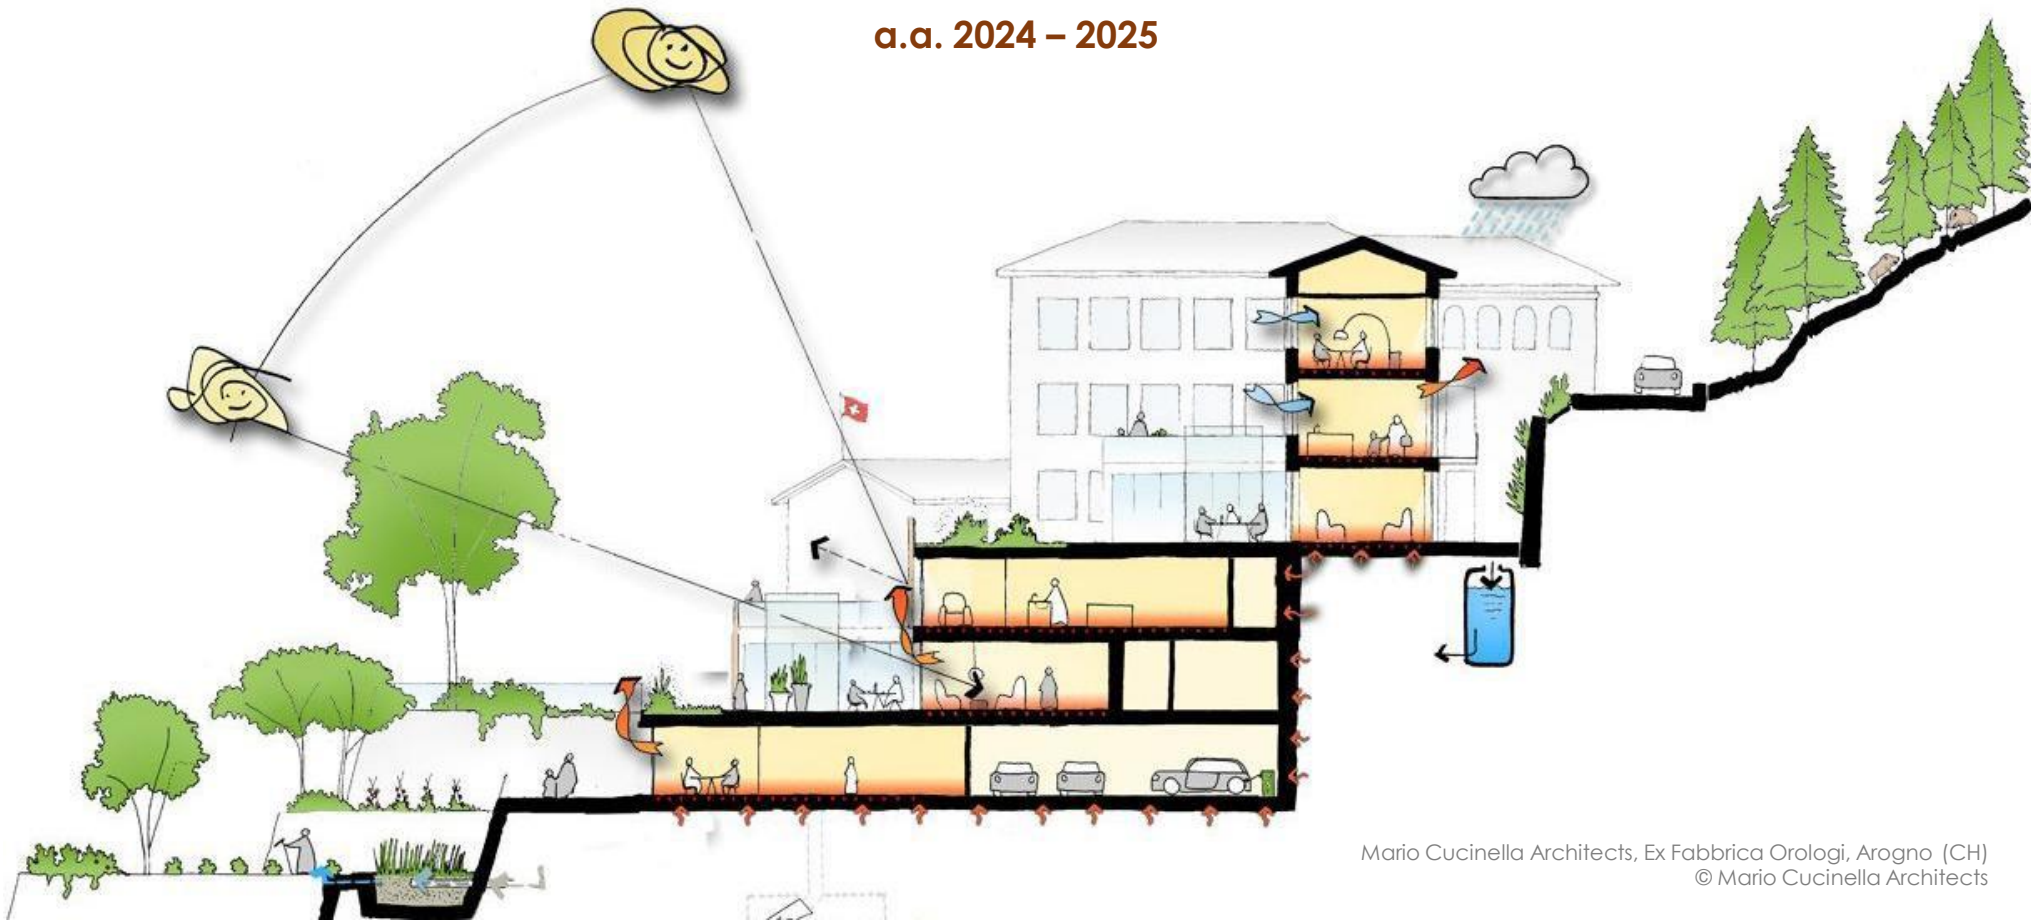 a.a. 2024 – 2025
Mario Cucinella Architects, Ex Fabbrica Orologi, Arogno (CH)
© Mario Cucinella Architects